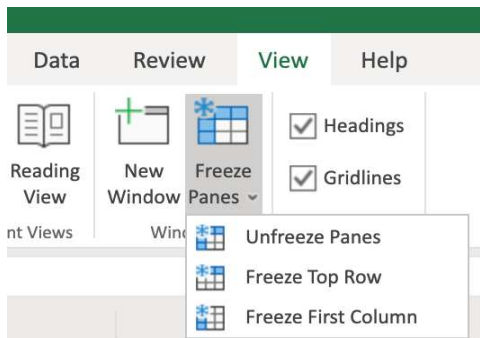 Data Review View Help
Headings
Reading New Freeze
Gridlines
View Window Panes
nt Views
Unfreeze Panes
Freeze Top Row
Freeze First Column